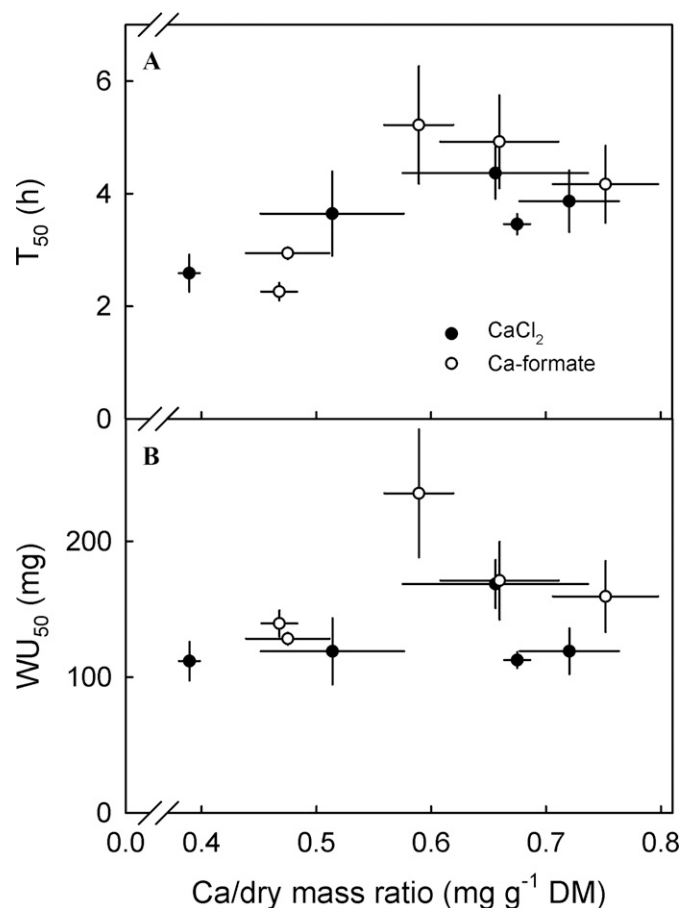 A
6
4
2
0
T₅₀ (h)
CaCl₂
Ca-formate
B
200
100
0
WU₅₀ (mg)
0.0 0.4 0.5 0.6 0.7 0.8
Ca/dry mass ratio (mg g⁻¹ DM)